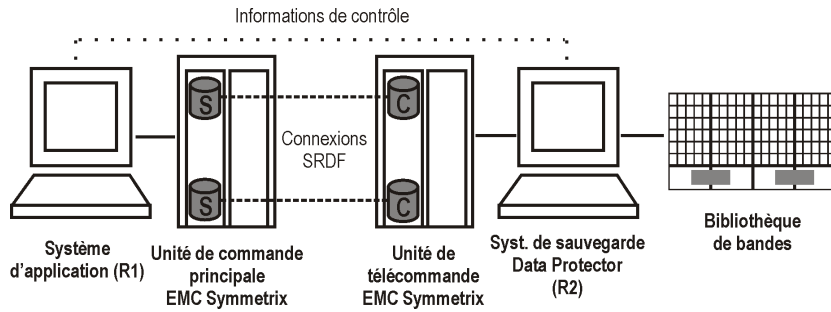 Informations de contrôle
S
C
Connexions
SRDF
S
C
Système
d'application (R1)
Unité de commande
principale
EMC Symmetrix
Unité de
télécommande
EMC Symmetrix
Syst. de sauvegarde
Data Protector
(R2)
Bibliothèque
de bandes